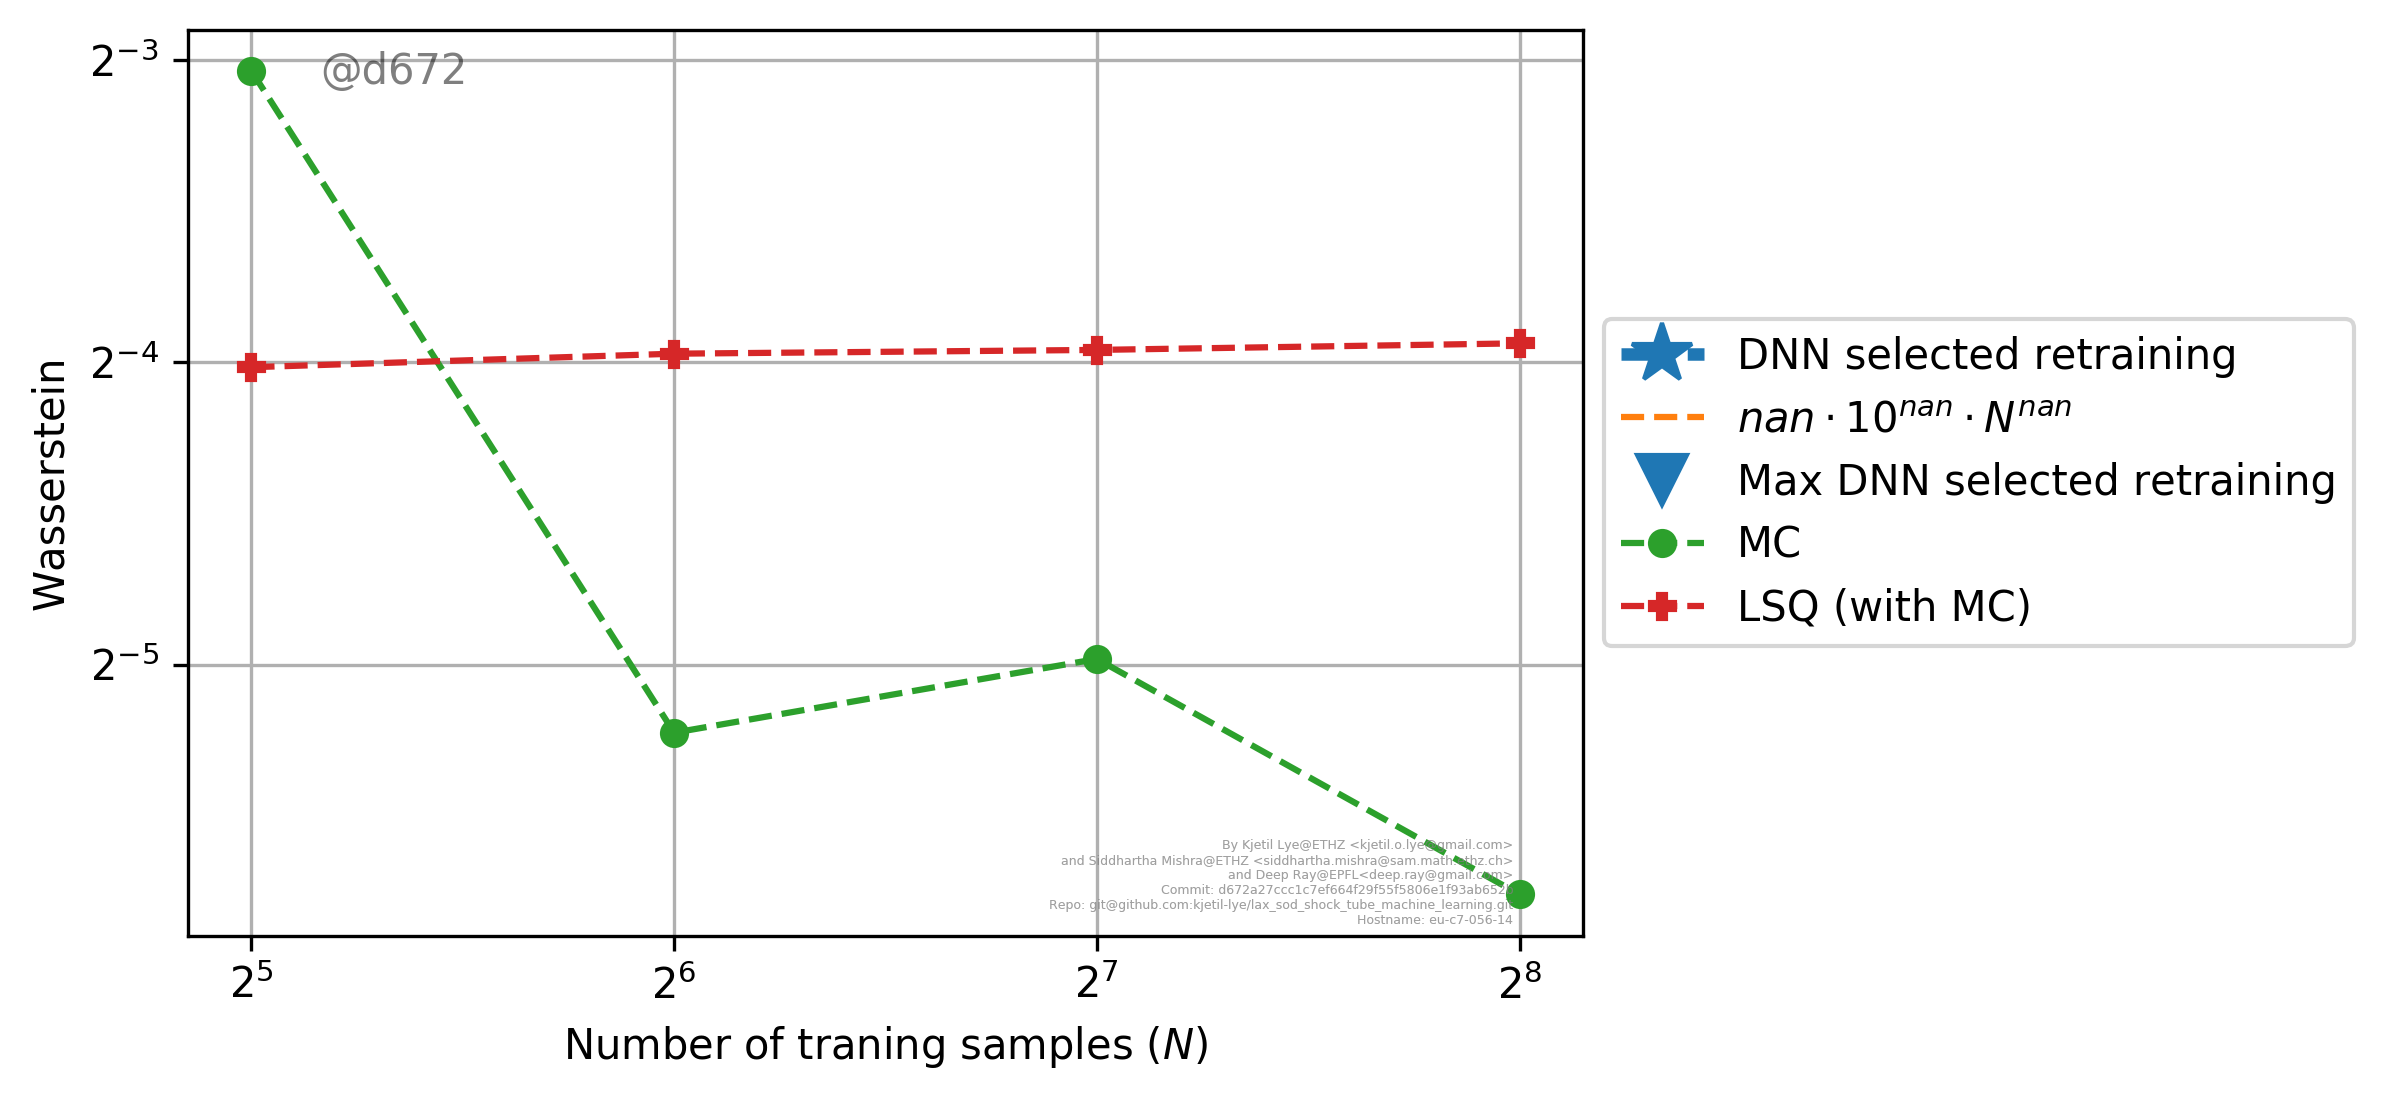 2⁻³
@d672
2⁻⁴
2⁻⁵
Wasserstein
DNN selected retraining
nan · 10ⁿᵃⁿ · Nⁿᵃⁿ
Max DNN selected retraining
MC
LSQ (with MC)
By Kjetil Lye@ETHZ <kjetil.o.lye@gmail.com>
and Siddhartha Mishra@ETHZ <siddhartha.mishra@sam.math.ethz.ch>
and Deep Ray@EPFL<deep.ray@gmail.com>
Commit:
Repo: git@github.com:kjetil-lye/lax_sod_shock_tube_machine_learning.git
Hostname: eu-c7-056-14
2⁵ 2⁶ 2⁷ 2⁸
Number of traning samples (N)